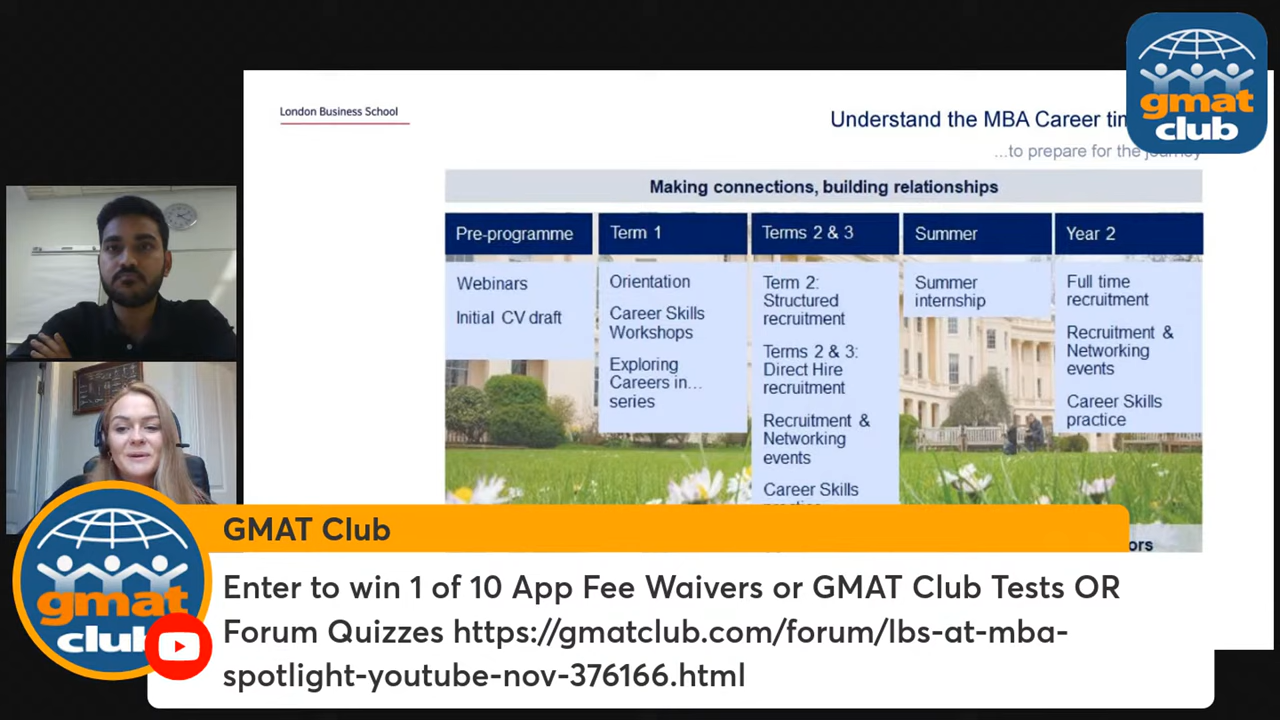 London Business School
Understand the MBA Career
...to prepare for the journey
gmat
club
Making connections, building relationships
Pre-programme
Term 1
Terms 2 & 3
Summer
Year 2
Webinars
Initial CV draft
Orientation
Career Skills
Workshops
Exploring
Careers in...
series
Term 2:
Structured
recruitment
Terms 2 & 3:
Direct Hire
recruitment
Recruitment &
Networking
events
Career Skills
Summer
internship
Full time
recruitment
Recruitment &
Networking
events
Career Skills
practice
GMAT Club
Enter to win 1 of 10 App Fee Waivers or GMAT Club Tests OR
Forum Quizzes https://gmatclub.com/forum/lbs-at-mba-
spotlight-youtube-nov-376166.html
gmat
club